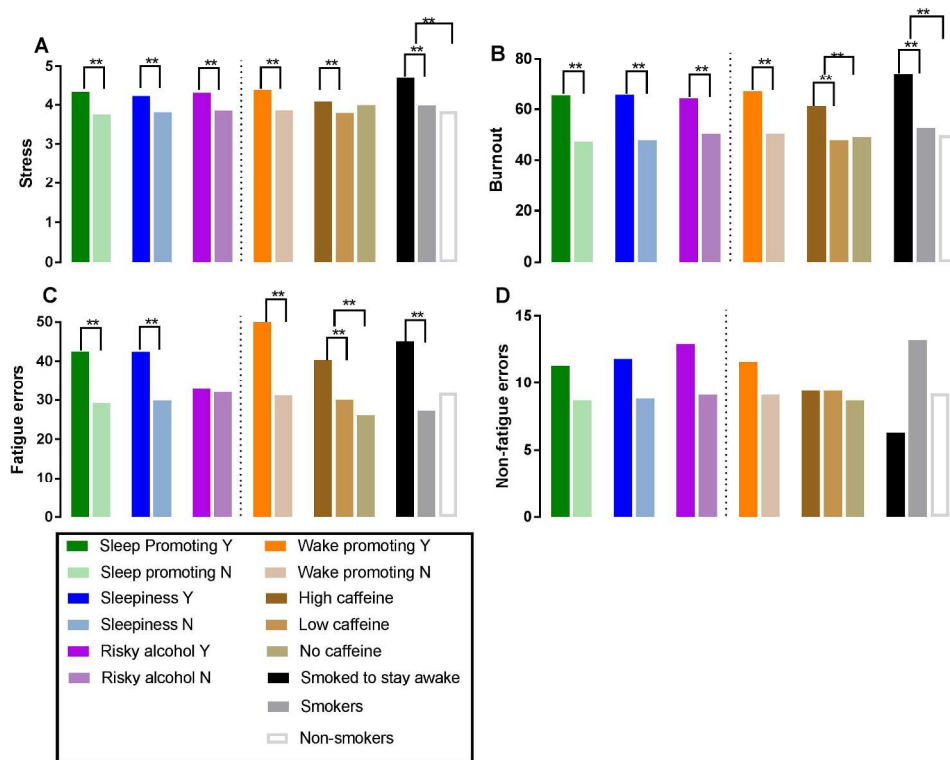 A
Stress
5
4
3
2
1
0
** ** ** ** ** ** **
B
Burnout
80
60
40
20
0
** ** ** ** ** ** ** **
C
Fatigue errors
50
40
30
20
10
0
** ** ** ** ** **
D
Non-fatigue errors
15
10
5
0
Sleep Promoting Y
Sleep promoting N
Sleepiness Y
Sleepiness N
Risky alcohol Y
Risky alcohol N
Wake promoting Y
Wake promoting N
High caffeine
Low caffeine
No caffeine
Smoked to stay awake
Smokers
Non-smokers